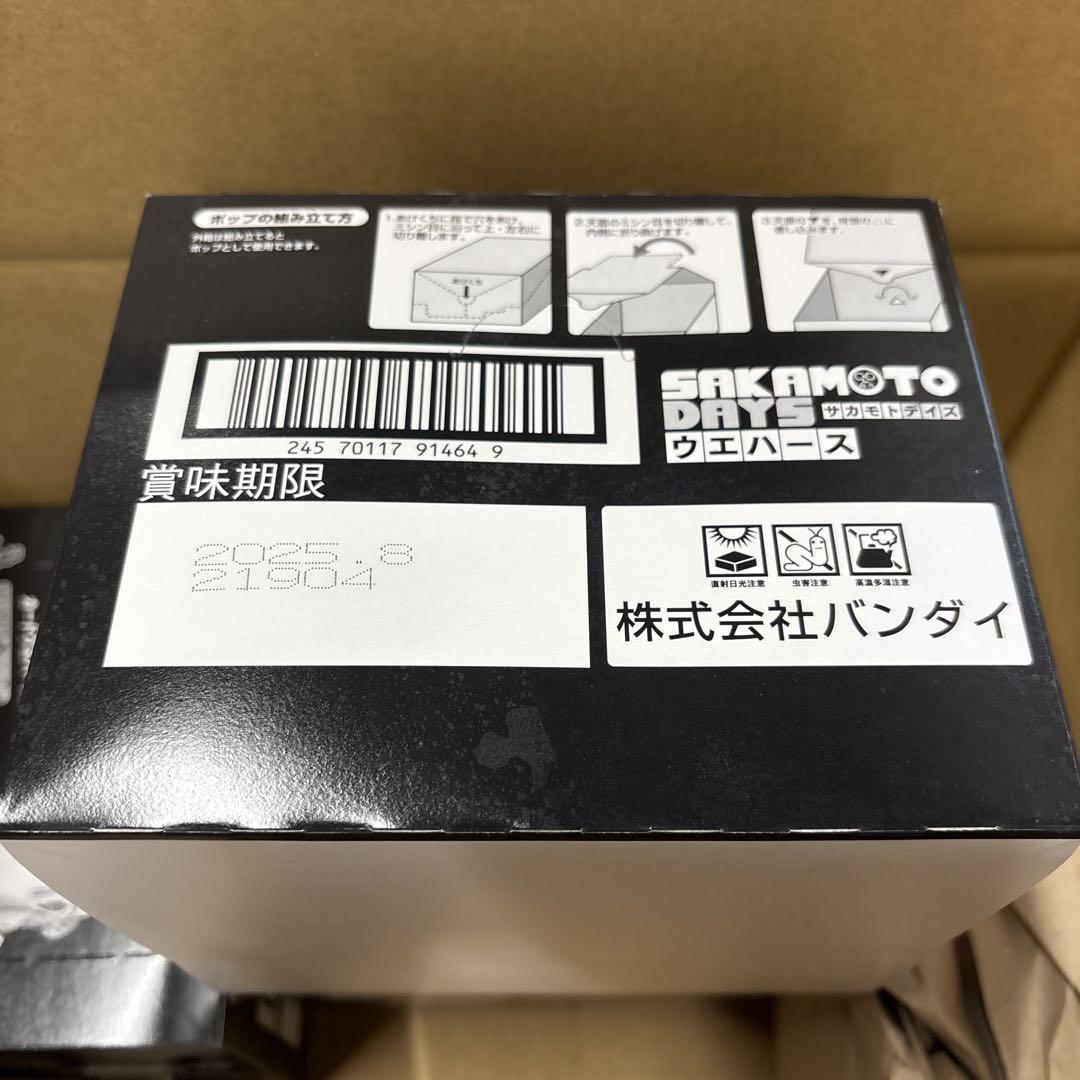 ポップの組み立て方
外箱は組み立てると
ポップとして使用できます。
1.あけくちに指で穴をあけ、
ミシン目に沿って上・左右に
切り離します。
あけくち
2.天面のミシン目を切り離して、
内側に折り曲げます。
差し込みます。
245 70117 91464 9
SAKAMOTO
DAYS サカモトデイズ
ウエハース
賞味期限
2025.8
21904
直射日光注意 虫害注意 高温多湿注意
株式会社バンダイ